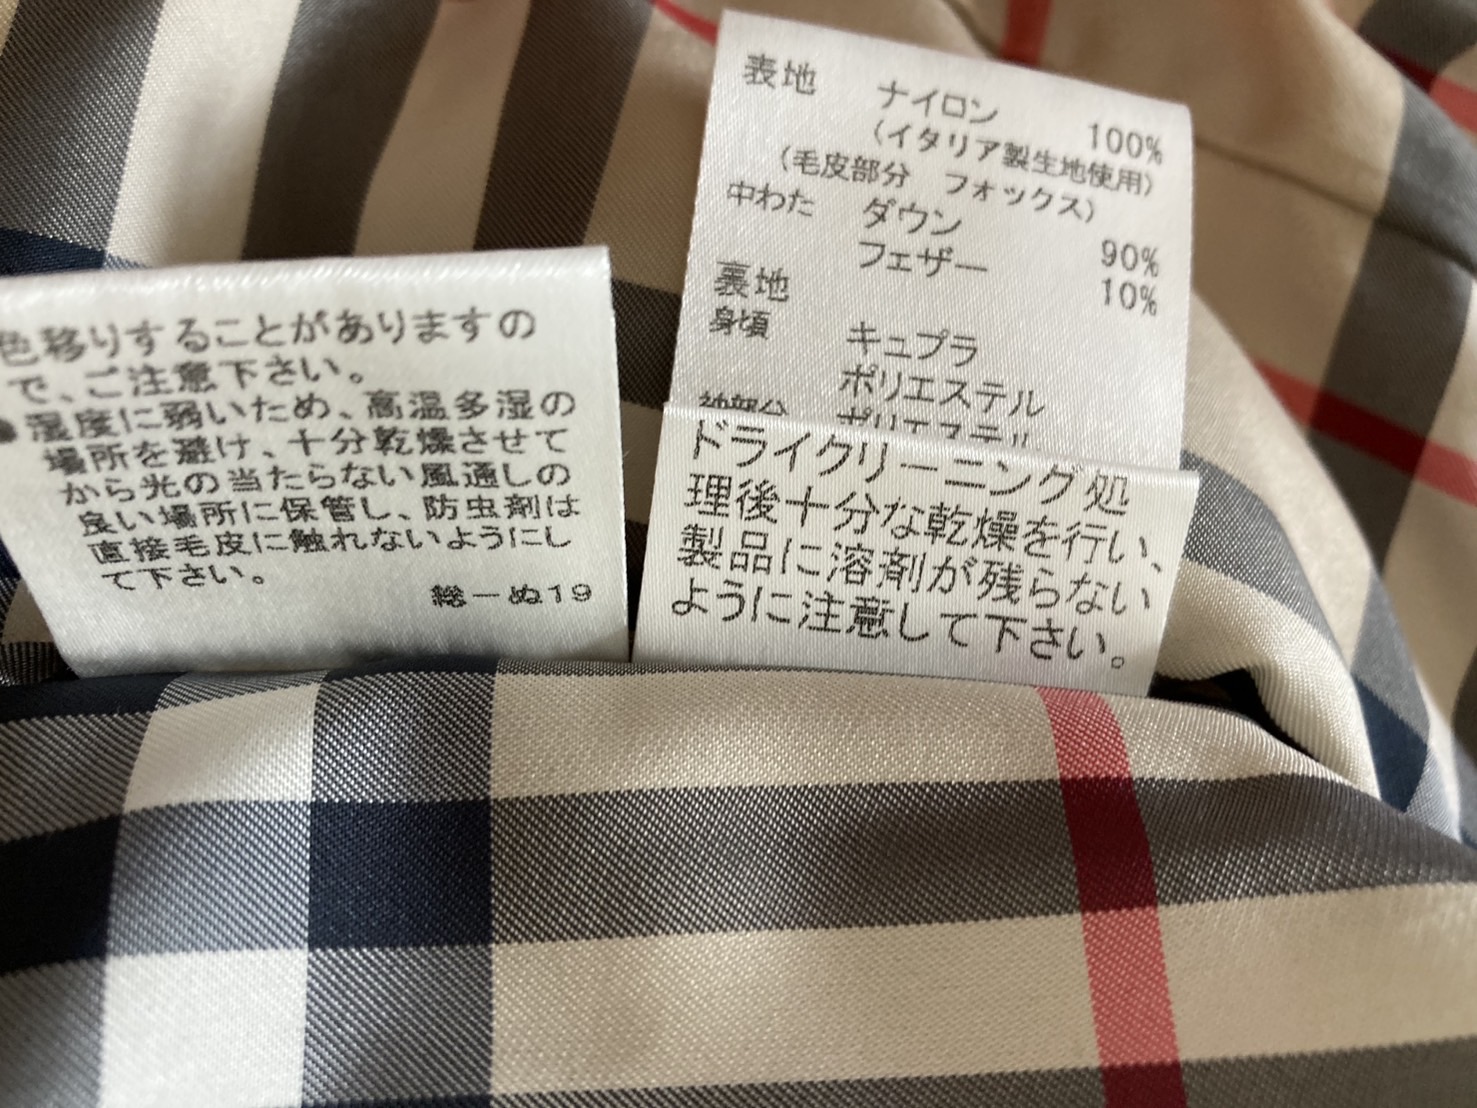 色移りすることがありますの
で、ご注意下さい。
●湿度に弱いため、高温多湿の
場所を避け、十分乾燥させて
から光の当たらない風通しの
良い場所に保管し、防虫剤は
直接毛皮に触れないようにし
て下さい。
総－ぬ19
表地 ナイロン 100%
(イタリア製生地使用)
(毛皮部分 フォックス)
中わた ダウン 90%
フェザー 10%
裏地
身頃 キュプラ
ポリエステル
袖部分 ポリエステル
ドライクリーニング処
理後十分な乾燥を行い、
製品に溶剤が残らない
ように注意して下さい。